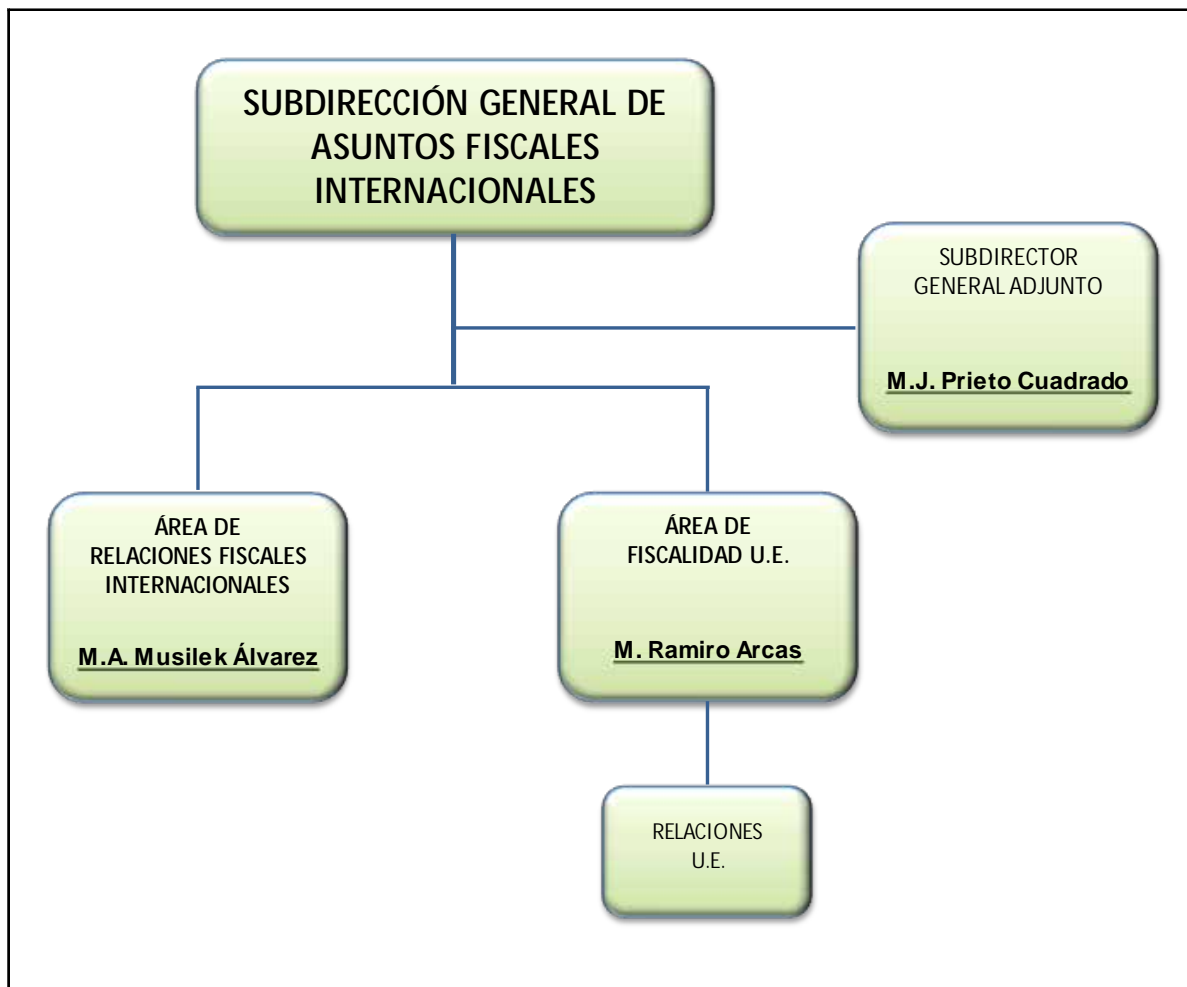 SUBDIRECCIÓN GENERAL DE
ASUNTOS FISCALES
INTERNACIONALES
SUBDIRECTOR
GENERAL ADJUNTO
M.J. Prieto Cuadrado
ÁREA DE
RELACIONES FISCALES
INTERNACIONALES
M.A. Musilek Álvarez
ÁREA DE
FISCALIDAD U.E.
M. Ramiro Arcas
RELACIONES
U.E.